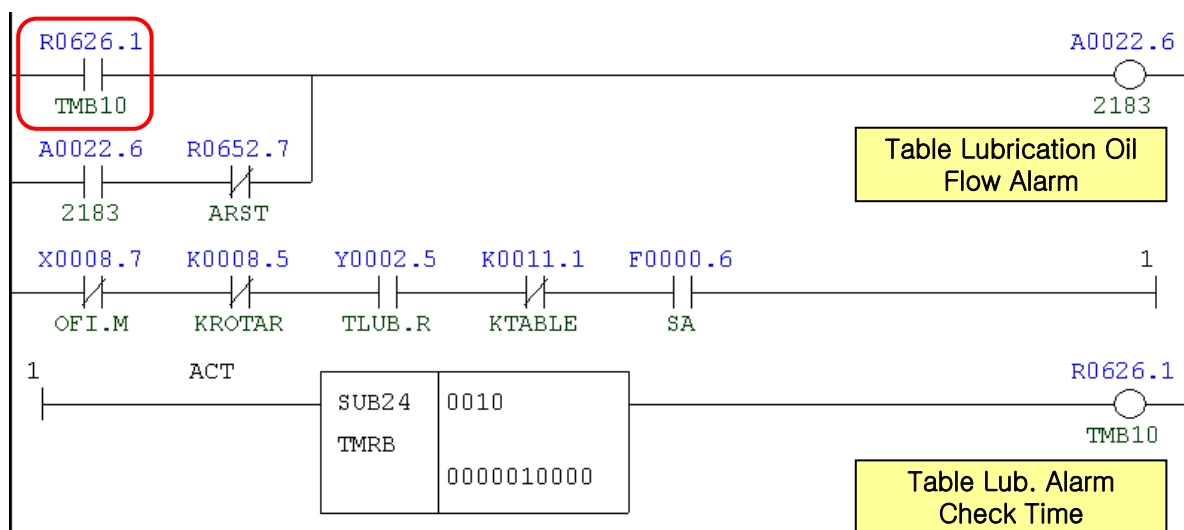 R0626.1 A0022.6
TMB10 2183
A0022.6 R0652.7
2183 ARST
Table Lubrication Oil
Flow Alarm
X0008.7 K0008.5 Y0002.5 K0011.1 F0000.6 1
OFI.M KROTAR TLUB.R KTABLE SA
1 ACT R0626.1
SUB24 0010
TMRB TMB10
0000010000
Table Lub. Alarm
Check Time